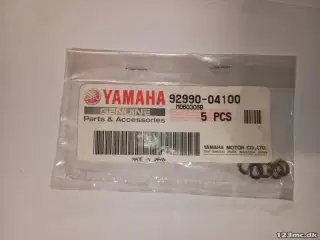 YAMAHA
92990-04100
GENUINE
Parts & Accessories
5 PCS
MADE IN JAPAN
YAMAHA MOTOR CO.,LTD.
123mc.dk